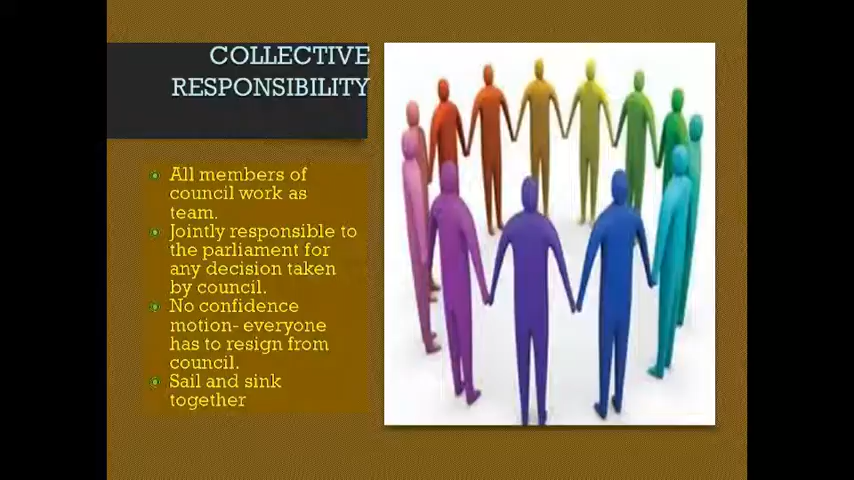 COLLECTIVE
RESPONSIBILITY
All members of
council work as
team.
Jointly responsible to
the parliament for
any decision taken
by council.
No confidence
motion- everyone
has to resign from
council.
Sail and sink
together